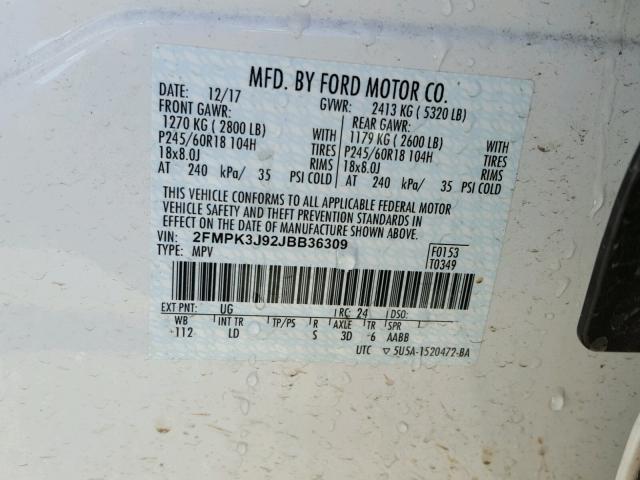 MFD. BY FORD MOTOR CO.
DATE: 12/17 GVWR: 2413 KG ( 5320 LB)
FRONT GAWR: REAR GAWR:
1270 KG ( 2800 LB) WITH 1179 KG ( 2600 LB) WITH
P245/60R18 104H TIRES P245/60R18 104H TIRES
18x8.0J RIMS 18x8.0J RIMS
AT 240 kPa/ 35 PSI COLD AT 240 kPa/ 35 PSI COLD
THIS VEHICLE CONFORMS TO ALL APPLICABLE FEDERAL MOTOR
VEHICLE SAFETY AND THEFT PREVENTION STANDARDS IN
EFFECT ON THE DATE OF MANUFACTURE SHOWN ABOVE.
VIN: 2FMPK3J92JBB36309 F0153
TYPE: MPV T0349
EXT PNT: UG RC: 24 DSO:
WB INT TR TP/PS R AXLE TR SPR
112 LD S 3D 6 AABB
UTC ▽ 5U5A-1520472-BA